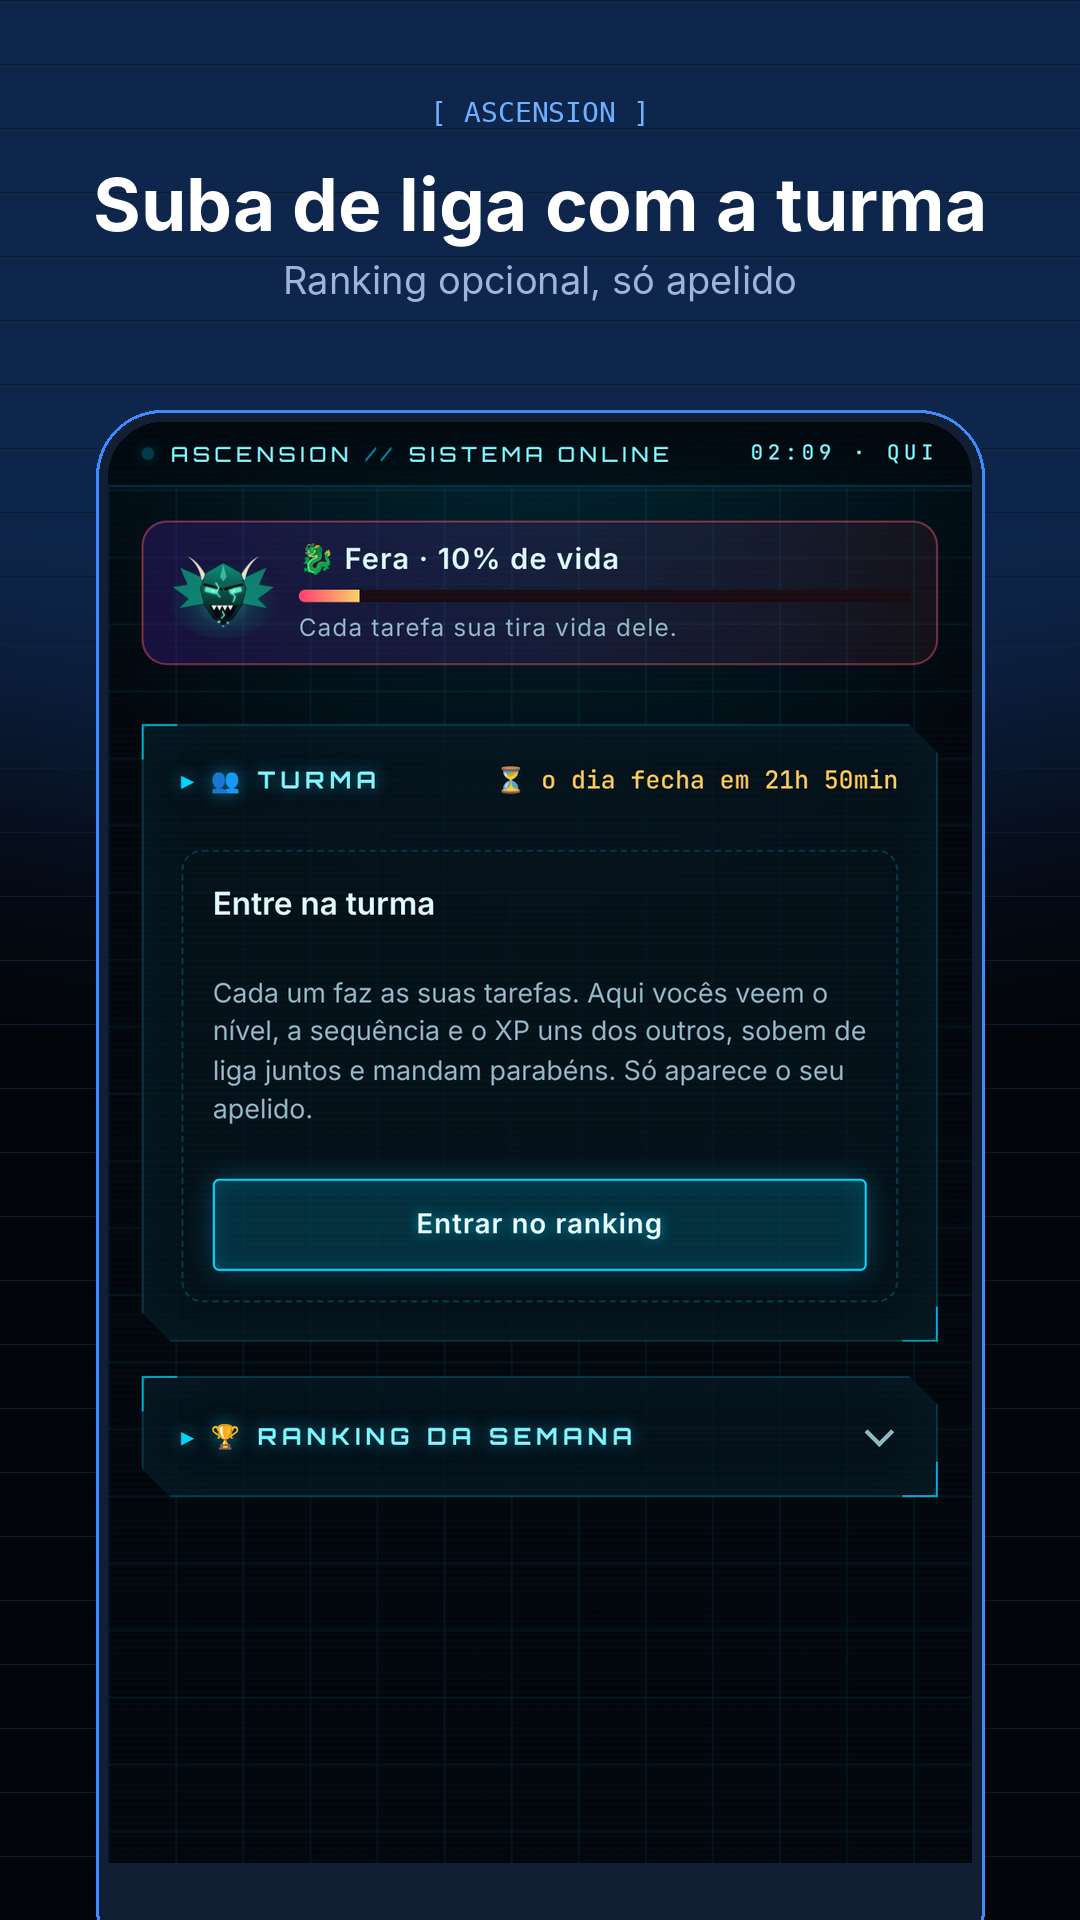 [ ASCENSION ]
Suba de liga com a turma
Ranking opcional, só apelido
ASCENSION // SISTEMA ONLINE
02:09 · QUI
🐉 Fera · 10% de vida
Cada tarefa sua tira vida dele.
▶ 👥 TURMA
⏳ o dia fecha em 21h 50min
Entre na turma
Cada um faz as suas tarefas. Aqui vocês veem o
nível, a sequência e o XP uns dos outros, sobem de
liga juntos e mandam parabéns. Só aparece o seu
apelido.
Entrar no ranking
▶ 🏆 RANKING DA SEMANA